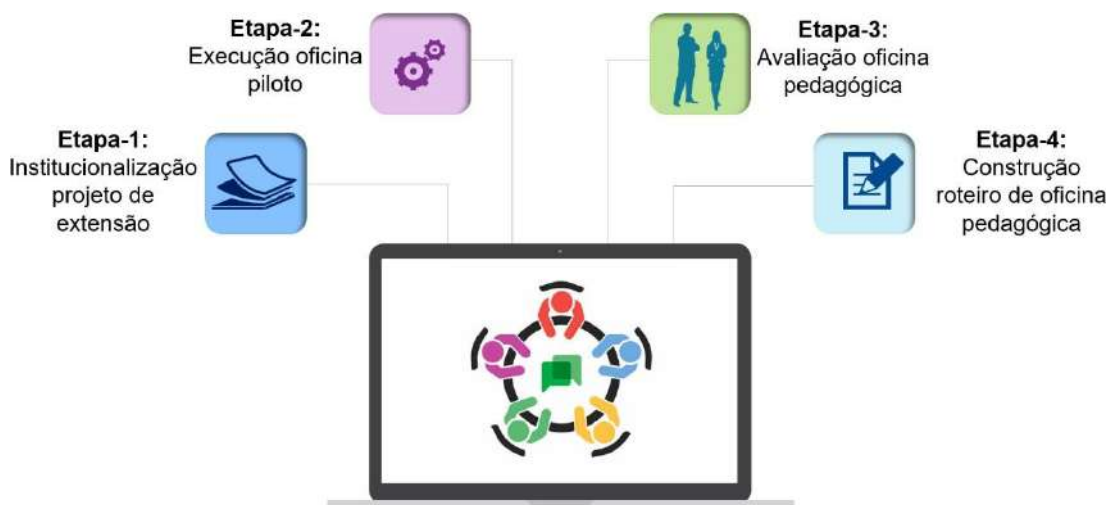 Etapa-1:
Institucionalização
projeto de
extensão
Etapa-2:
Execução oficina
piloto
Etapa-3:
Avaliação oficina
pedagógica
Etapa-4:
Construção
roteiro de oficina
pedagógica